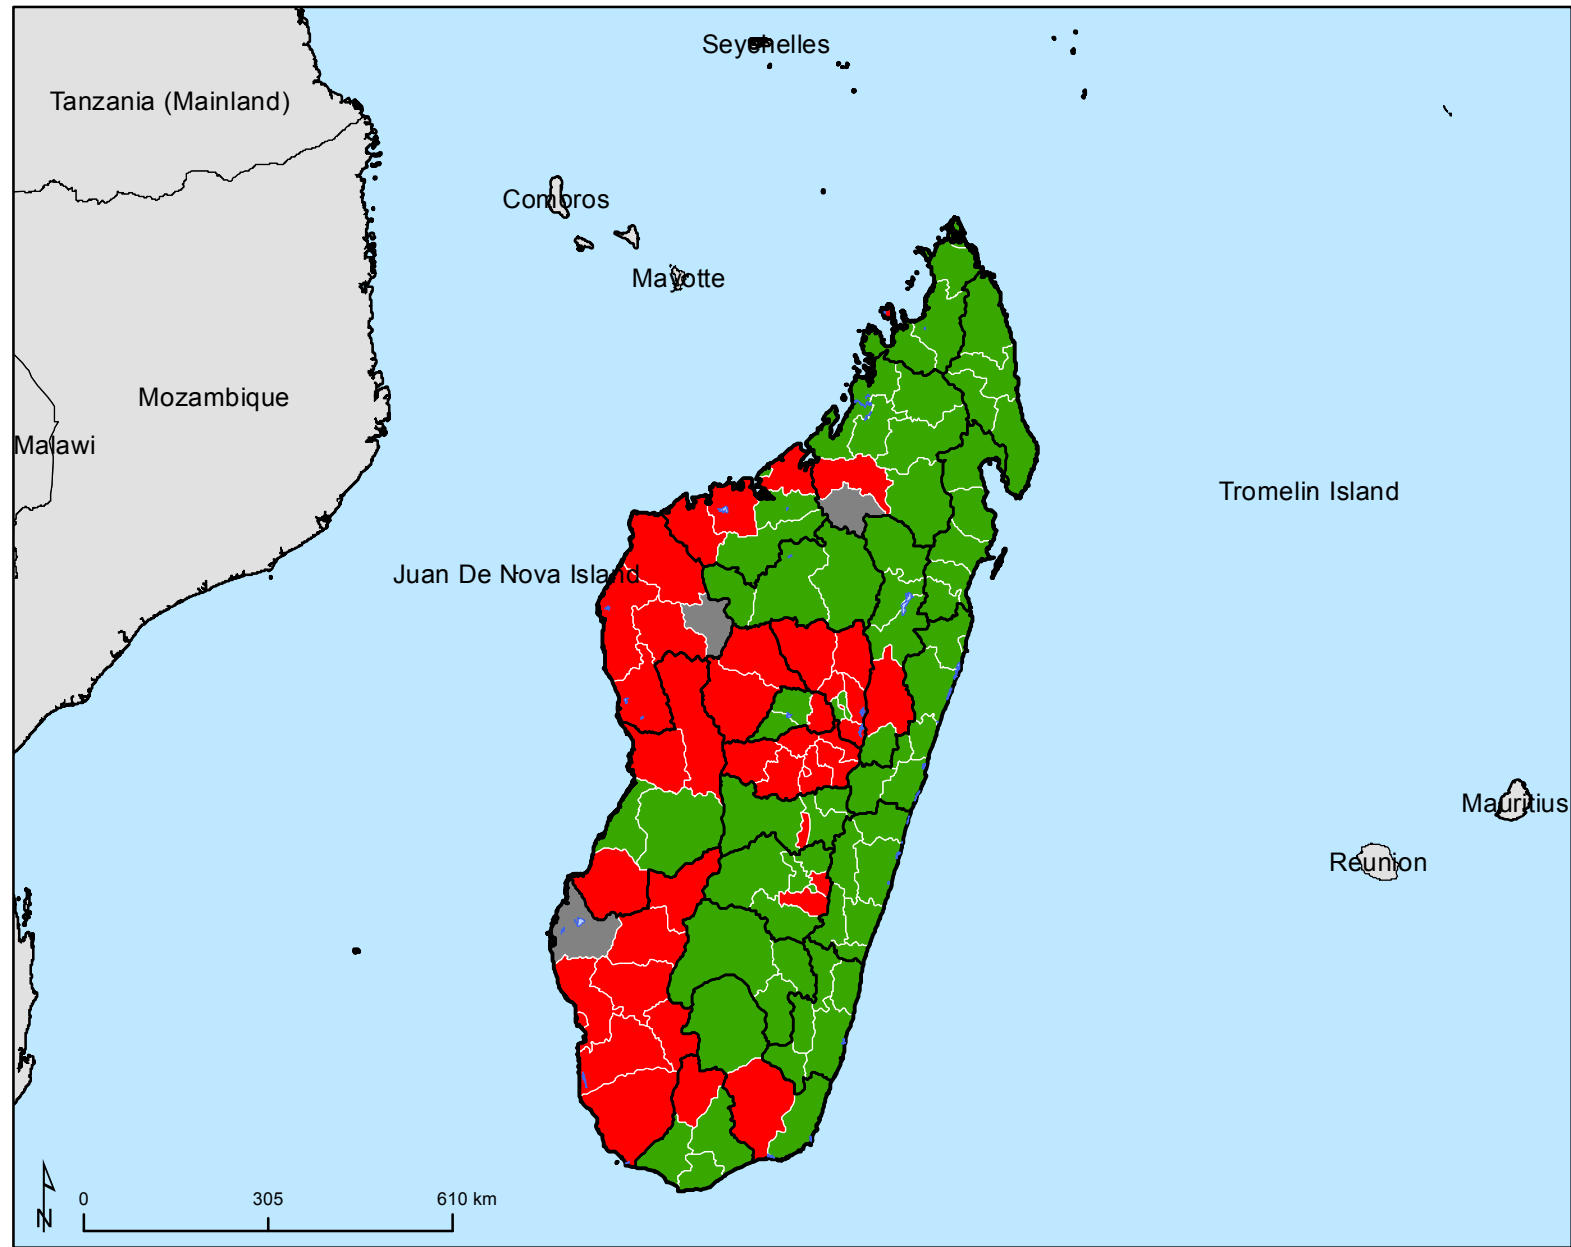 Seychelles
Tanzania (Mainland)
Comoros
Mayotte
Mozambique
Malawi
Tromelin Island
Juan De Nova Island
Mauritius
Reunion
N
0 305 610 km